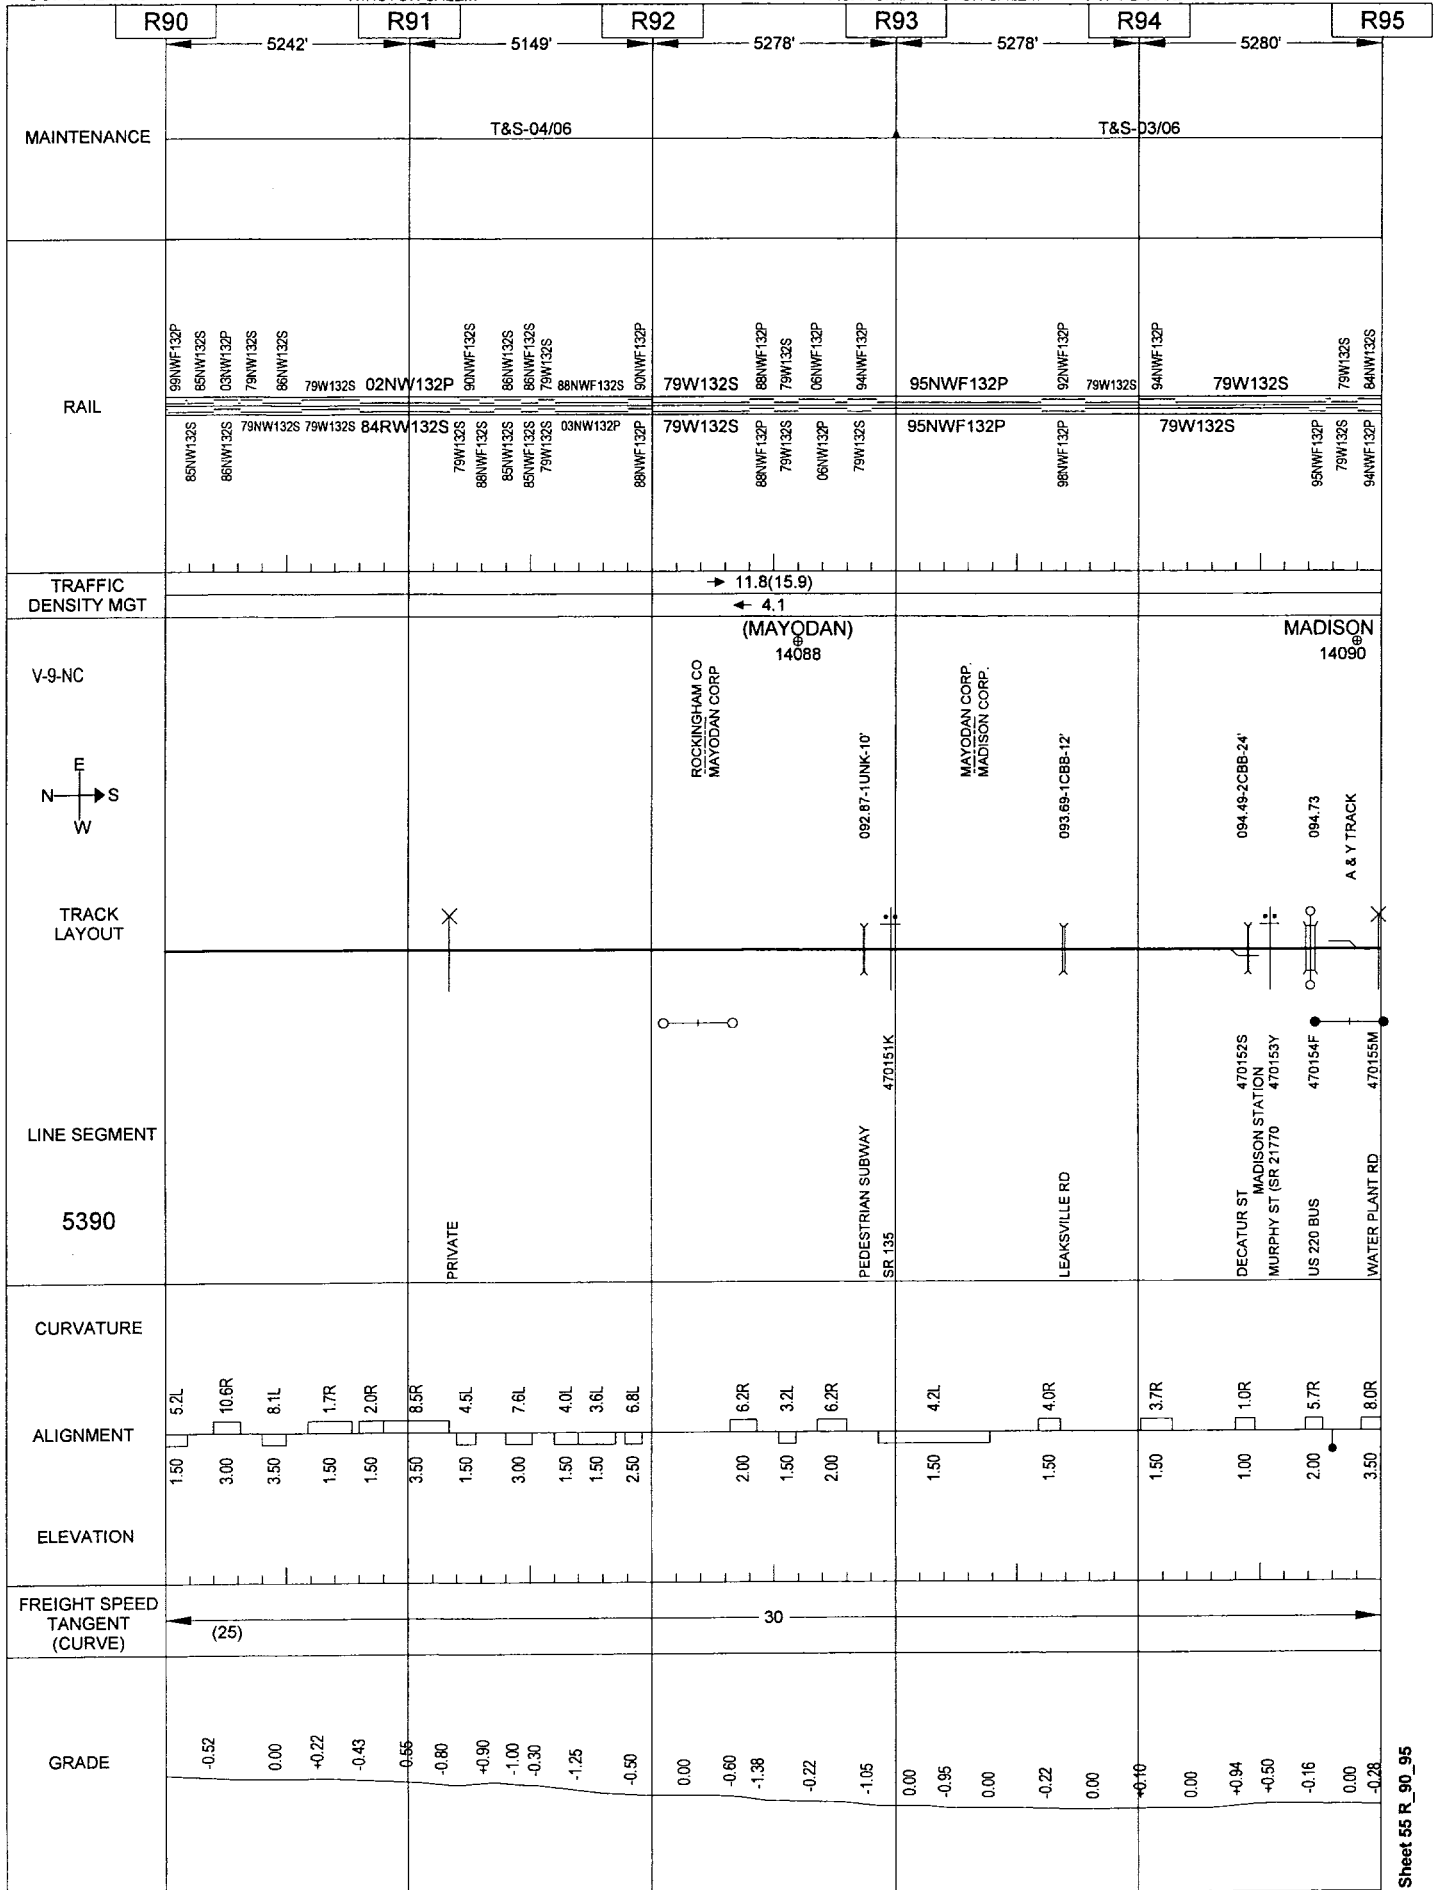 R90 R91 R92 R93 R94 R95
5242' 5149' 5278' 5278' 5280'
MAINTENANCE
T&S-04/06 T&S-03/06
99NWF132P 85NW132S 03NW132P 79NW132S 86NW132S 79W132S 02NW132P 90NWF132P 86NW132S 86NWF132S 79W132S 88NWF132S 90NWF132P 79W132S 88NWF132P 79W132S 06NWF132P 94NWF132P 95NWF132P 92NWF132P 79W132S 94NWF132P 79W132S 79W132S 84NW132S
RAIL
85NW132S 86NW132S 79NW132S 79W132S 84RW132S 79W132S 88NWF132S 85NW132S 85NWF132S 79W132S 03NW132P 88NWF132P 79W132S 88NWF132P 79W132S 06NW132P 79W132S 95NWF132P 98NWF132P 79W132S 95NWF132P 79W132S 94NWF132P
TRAFFIC
DENSITY MGT
11.8(15.9)
4.1
(MAYODAN)
14088
MADISON
14090
V-9-NC
ROCKINGHAM CO
MAYODAN CORP
MAYODAN CORP.
MADISON CORP.
E
N S
W
092.87-1UNK-10'
093.69-1CBB-12'
094.49-2CBB-24'
094.73
A & Y TRACK
TRACK
LAYOUT
470151K
470152S
470153Y
470154F
470155M
LINE SEGMENT
5390
PRIVATE
PEDESTRIAN SUBWAY
SR 135
LEAKSVILLE RD
DECATUR ST
MADISON STATION
MURPHY ST (SR 21770
US 220 BUS
WATER PLANT RD
CURVATURE
5.2L 10.6R 8.1L 1.7R 2.0R 8.5R 4.5L 7.6L 4.0L 3.6L 6.8L 6.2R 3.2L 6.2R 4.2L 4.0R 3.7R 1.0R 5.7R 8.0R
ALIGNMENT
1.50 3.00 3.50 1.50 1.50 3.50 1.50 3.00 1.50 1.50 2.50 2.00 1.50 2.00 1.50 1.50 1.50 1.00 2.00 3.50
ELEVATION
FREIGHT SPEED
TANGENT
(CURVE)
(25) 30
GRADE
-0.52 0.00 +0.22 -0.43 -0.80 +0.90 -1.00 -0.30 -1.25 -0.50 0.00 -0.60 -1.38 -0.22 -1.05 0.00 -0.95 0.00 -0.22 0.00 +0.10 0.00 +0.94 +0.50 -0.16 0.00 -0.28
Sheet 55 R_90_95